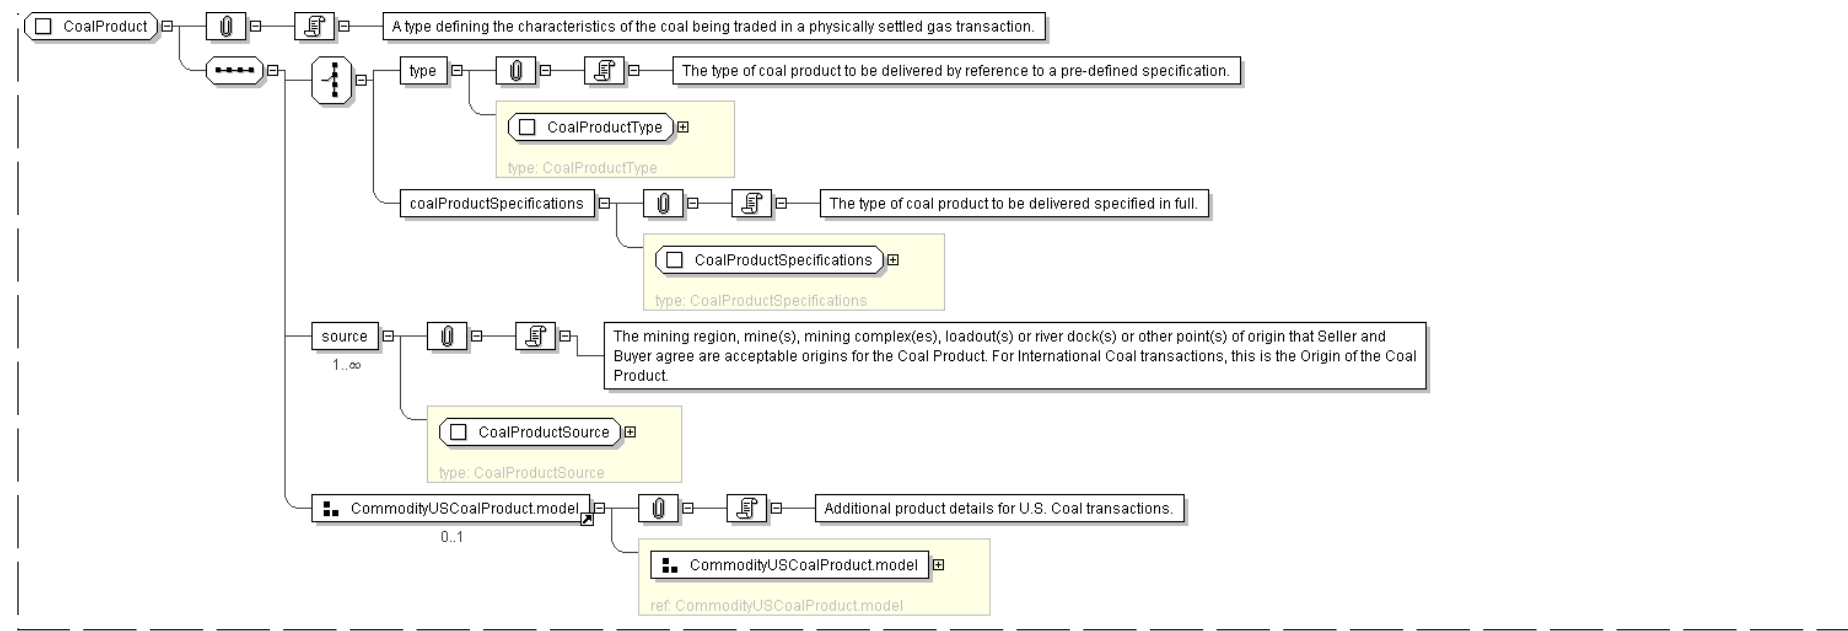 CoalProduct
A type defining the characteristics of the coal being traded in a physically settled gas transaction.
type
The type of coal product to be delivered by reference to a pre-defined specification.
CoalProductType
type: CoalProductType
coalProductSpecifications
The type of coal product to be delivered specified in full.
CoalProductSpecifications
type: CoalProductSpecifications
source
1..∞
The mining region, mine(s), mining complex(es), loadout(s) or river dock(s) or other point(s) of origin that Seller and
Buyer agree are acceptable origins for the Coal Product. For International Coal transactions, this is the Origin of the Coal
Product.
CoalProductSource
type: CoalProductSource
CommodityUSCoalProduct.model
0..1
Additional product details for U.S. Coal transactions.
CommodityUSCoalProduct.model
ref: CommodityUSCoalProduct.model